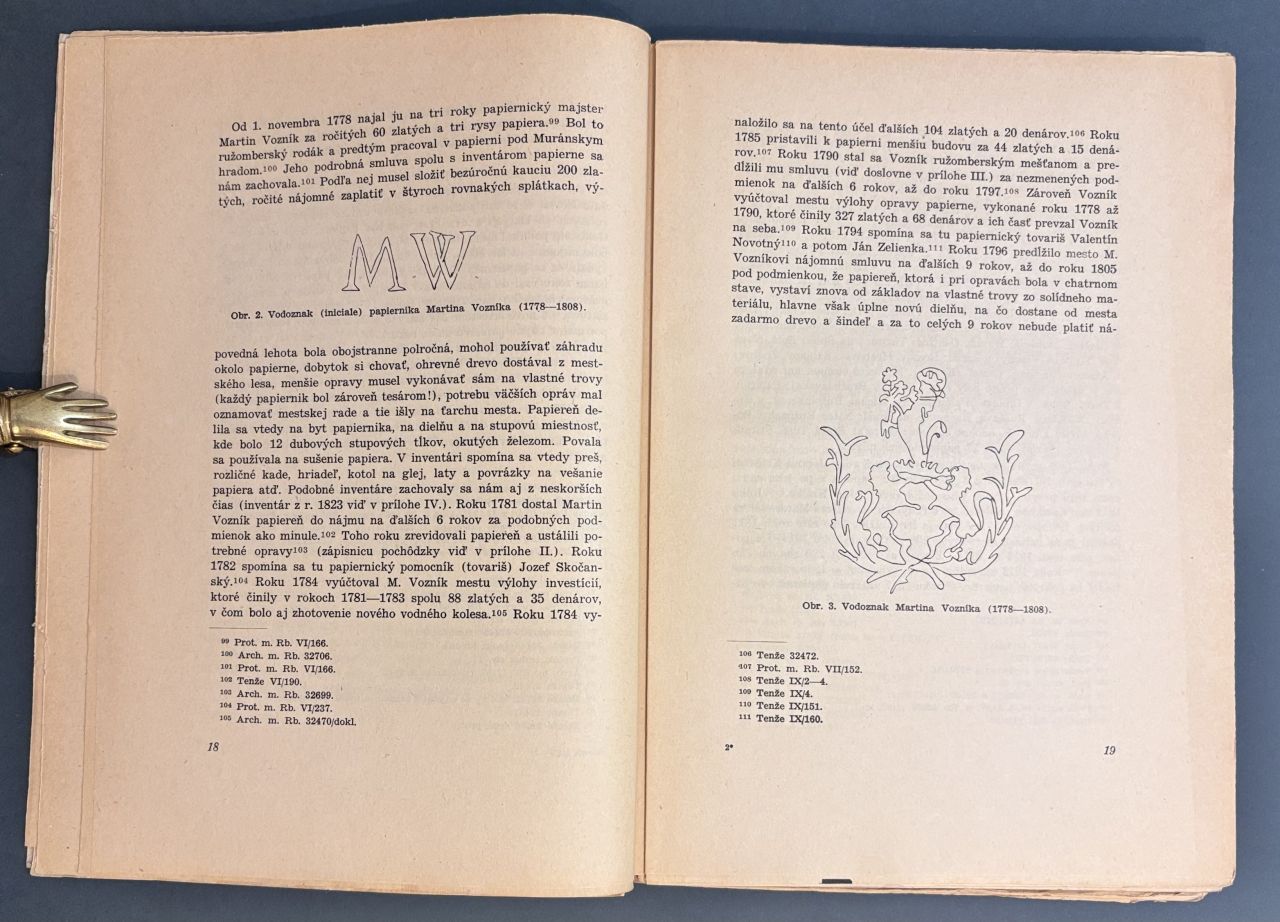 Od 1. novembra 1778 najal ju na tri roky papiernický majster
Martin Vozník za ročitých 60 zlatých a tri rysy papiera.⁹⁹ Bol to
ružomberský rodák a predtým pracoval v papierni pod Muránskym
hradom.¹⁰⁰ Jeho podrobná smluva spolu s inventárom papierne sa
nám zachovala.¹⁰¹ Podľa nej musel složiť bezúročnú kauciu 200 zla-
tých, ročité nájomné zaplatiť v štyroch rovnakých splátkach, vý-
M W
Obr. 2. Vodoznak (iniciale) papiernika Martina Vozníka (1778—1808).
povedná lehota bola obojstranne polročná, mohol používať záhradu
okolo papierne, dobytok si chovať, ohrevné drevo dostával z mest-
ského lesa, menšie opravy musel vykonávať sám na vlastné trovy
(každý papiernik bol zároveň tesárom!), potrebu väčších opráv mal
oznamovať mestskej rade a tie išly na ťarchu mesta. Papiereň de-
lila sa vtedy na byt papiernika, na dielňu a na stupovú miestnosť,
kde bolo 12 dubových stupových tĺkov, okutých železom. Povala
sa používala na sušenie papiera. V inventári spomína sa vtedy preš,
rozličné kade, hriadeľ, kotol na glej, laty a povrázky na vešanie
papiera atď. Podobné inventáre zachovaly sa nám aj z neskorších
čias (inventár z r. 1823 viď v prílohe IV.). Roku 1781 dostal Martin
Vozník papiereň do nájmu na ďalších 6 rokov za podobných pod-
mienok ako minule.¹⁰² Toho roku zrevidovali papiereň a ustálili po-
trebné opravy¹⁰³ (zápisnicu pochôdzky viď v prílohe II.). Roku
1782 spomína sa tu papiernický pomocník (tovariš) Jozef Skočan-
ský.¹⁰⁴ Roku 1784 vyúčtoval M. Vozník mestu výlohy investícií,
ktoré činily v rokoch 1781—1783 spolu 88 zlatých a 35 denárov,
v čom bolo aj zhotovenie nového vodného kolesa.¹⁰⁵ Roku 1784 vy-
⁹⁹ Prot. m. Rb. VI/166.
¹⁰⁰ Arch. m. Rb. 32706.
¹⁰¹ Prot. m. Rb. VI/166.
¹⁰² Tenže VI/190.
¹⁰³ Arch. m. Rb. 32699.
¹⁰⁴ Prot. m. Rb. VI/237.
¹⁰⁵ Arch. m. Rb. 32470/dokl.
18
naložilo sa na tento účel ďalších 104 zlatých a 20 denárov.¹⁰⁶ Roku
1785 pristavili k papierni menšiu budovu za 44 zlatých a 15 dená-
rov.¹⁰⁷ Roku 1790 stal sa Vozník ružomberským mešťanom a pre-
dĺžili mu smluvu (viď doslovne v prílohe III.) za nezmenených pod-
mienok na ďalších 6 rokov, až do roku 1797.¹⁰⁸ Zároveň Vozník
vyúčtoval mestu výlohy opravy papierne, vykonané roku 1778 až
1790, ktoré činily 327 zlatých a 68 denárov a ich časť prevzal Vozník
na seba.¹⁰⁹ Roku 1794 spomína sa tu papiernický tovariš Valentín
Novotný¹¹⁰ a potom Ján Zelienka.¹¹¹ Roku 1796 predĺžilo mesto M.
Vozníkovi nájomnú smluvu na ďalších 9 rokov, až do roku 1805
pod podmienkou, že papiereň, ktorá i pri opravách bola v chatrnom
stave, vystaví znova od základov na vlastné trovy zo solídneho ma-
teriálu, hlavne však úplne novú dielňu, na čo dostane od mesta
zadarmo drevo a šindeľ a za to celých 9 rokov nebude platiť ná-
Obr. 3. Vodoznak Martina Vozníka (1778—1808).
¹⁰⁶ Tenže 32472.
¹⁰⁷ Prot. m. Rb. VII/152.
¹⁰⁸ Tenže IX/2—4.
¹⁰⁹ Tenže IX/4.
¹¹⁰ Tenže IX/151.
¹¹¹ Tenže IX/160.
2*
19